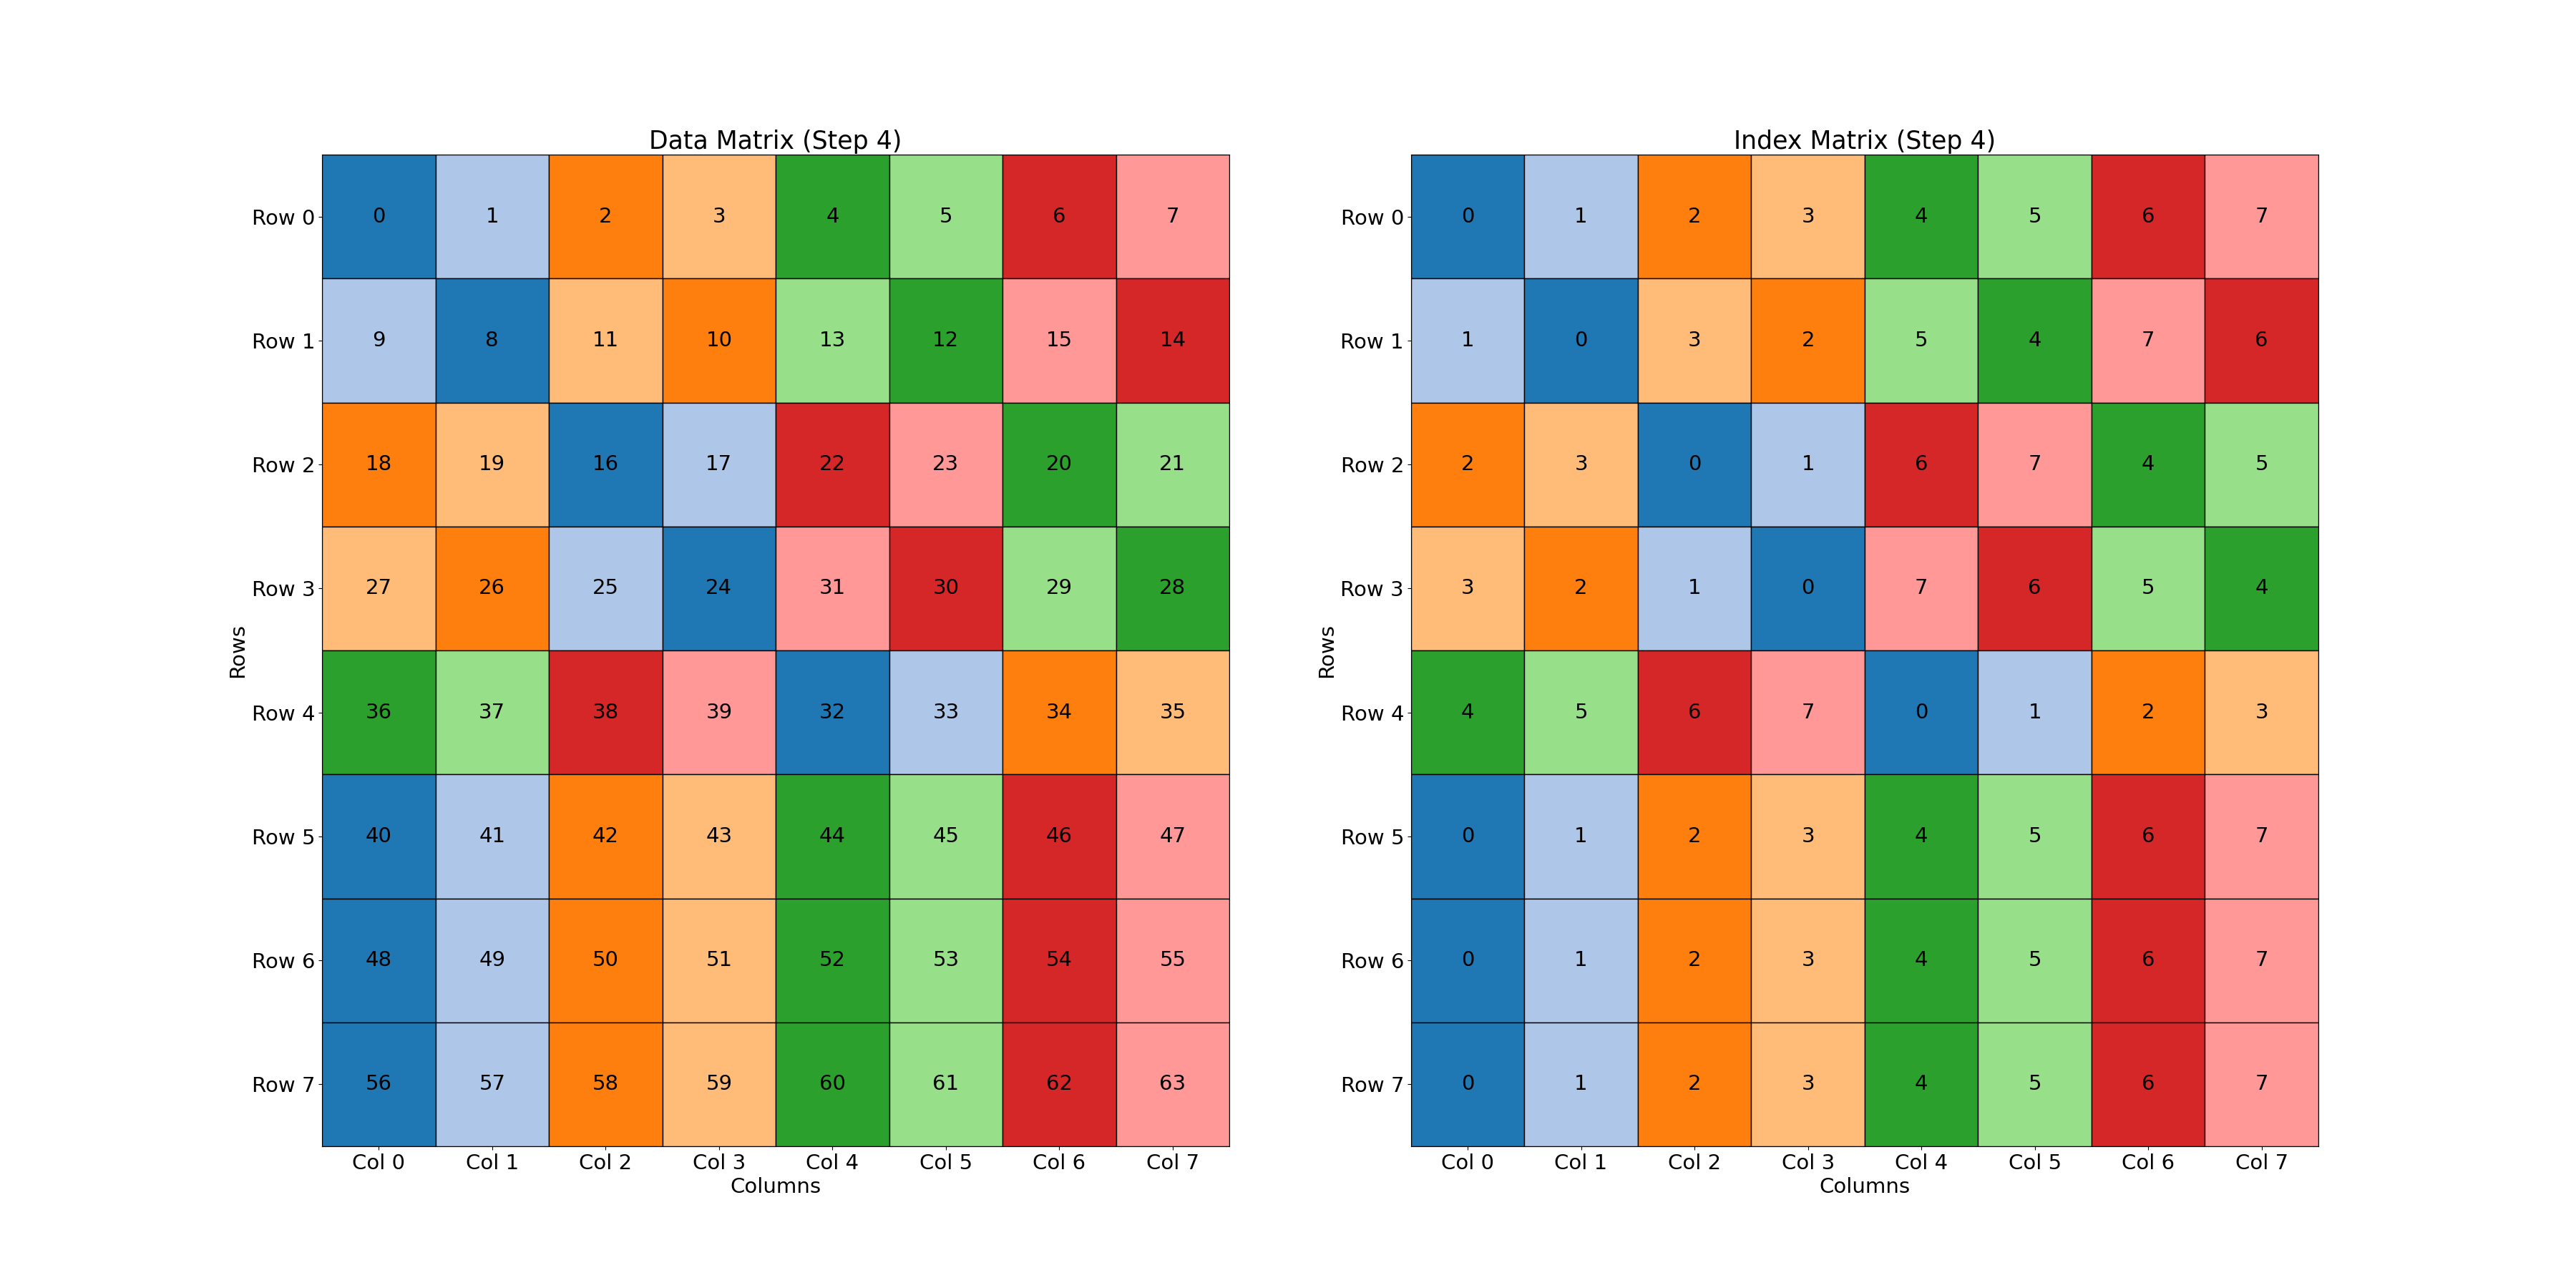 Data Matrix (Step 4)
Row 0 0 1 2 3 4 5 6 7
Row 1 9 8 11 10 13 12 15 14
Row 2 18 19 16 17 22 23 20 21
Row 3 27 26 25 24 31 30 29 28
Rows
Row 4 36 37 38 39 32 33 34 35
Row 5 40 41 42 43 44 45 46 47
Row 6 48 49 50 51 52 53 54 55
Row 7 56 57 58 59 60 61 62 63
Col 0 Col 1 Col 2 Col 3 Col 4 Col 5 Col 6 Col 7
Columns
Index Matrix (Step 4)
Row 0 0 1 2 3 4 5 6 7
Row 1 1 0 3 2 5 4 7 6
Row 2 2 3 0 1 6 7 4 5
Row 3 3 2 1 0 7 6 5 4
Rows
Row 4 4 5 6 7 0 1 2 3
Row 5 0 1 2 3 4 5 6 7
Row 6 0 1 2 3 4 5 6 7
Row 7 0 1 2 3 4 5 6 7
Col 0 Col 1 Col 2 Col 3 Col 4 Col 5 Col 6 Col 7
Columns